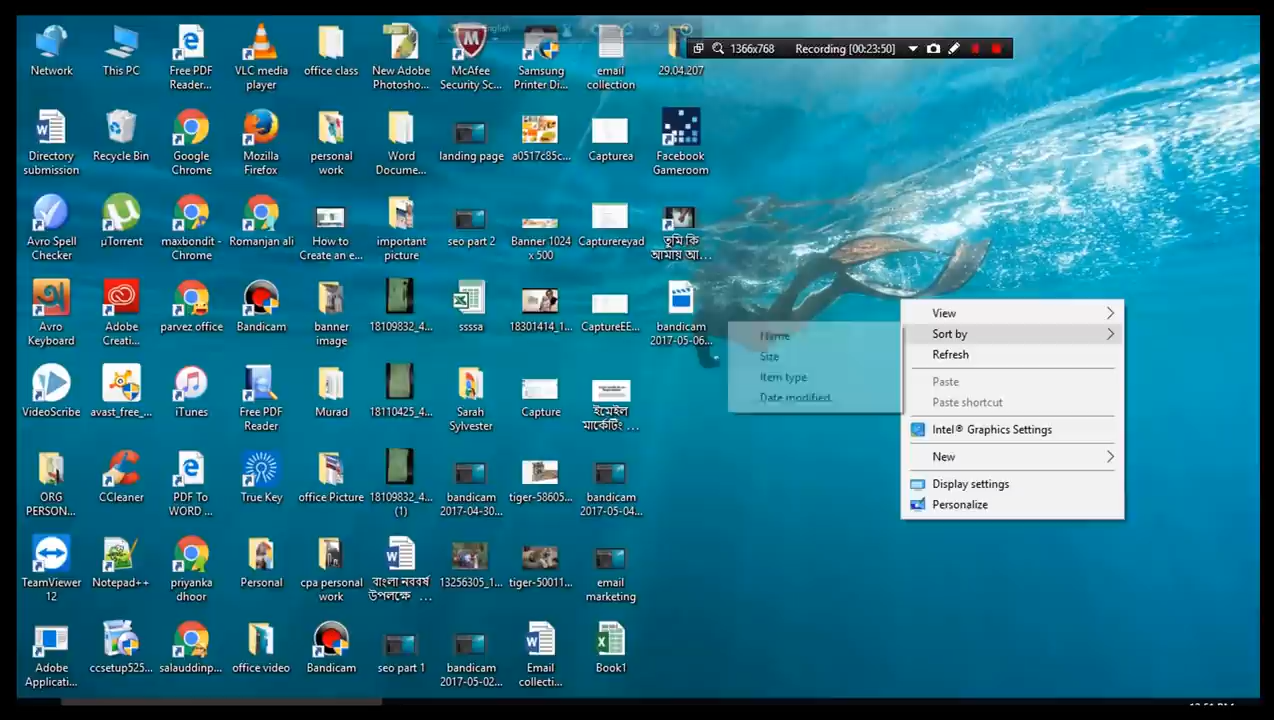 English
1366x768 Recording [00:23:50]
Network
This PC
Free PDF
Reader...
VLC media
player
office class
New Adobe
Photosho...
McAfee
Security Sc...
Samsung
Printer Di...
email
collection
29.04.207
Directory
submission
Recycle Bin
Google
Chrome
Mozilla
Firefox
personal
work
Word
Docume...
landing page
a0517c85c...
Capturea
Facebook
Gameroom
Avro Spell
Checker
µTorrent
maxbondit -
Chrome
Romanjan ali
How to
Create an e...
important
picture
seo part 2
Banner 1024
x 500
Capturereyad
তুমি কি
আমায় আ...
Avro
Keyboard
Adobe
Creati...
parvez office
Bandicam
banner
image
18109832_4...
ssssa
18301414_1...
CaptureEE...
bandicam
2017-05-06...
VideoScribe
avast_free_...
iTunes
Free PDF
Reader
Murad
18110425_4...
Sarah
Sylvester
Capture
ইমেইল
মার্কেটিং ...
ORG
PERSON...
CCleaner
PDF To
WORD ...
True Key
office Picture
18109832_4...
(1)
bandicam
2017-04-30...
tiger-58605...
bandicam
2017-05-04...
TeamViewer
12
Notepad++
priyanka
dhoor
Personal
cpa personal
work
বাংলা নববর্ষ
উপলক্ষে ...
13256305_1...
tiger-50011...
email
marketing
Adobe
Applicati...
ccsetup525...
salauddinp...
office video
Bandicam
seo part 1
bandicam
2017-05-02...
Email
collecti...
Book1
View
Sort by
Refresh
Paste
Paste shortcut
Intel® Graphics Settings
New
Display settings
Personalize
Name
Size
Item type
Date modified